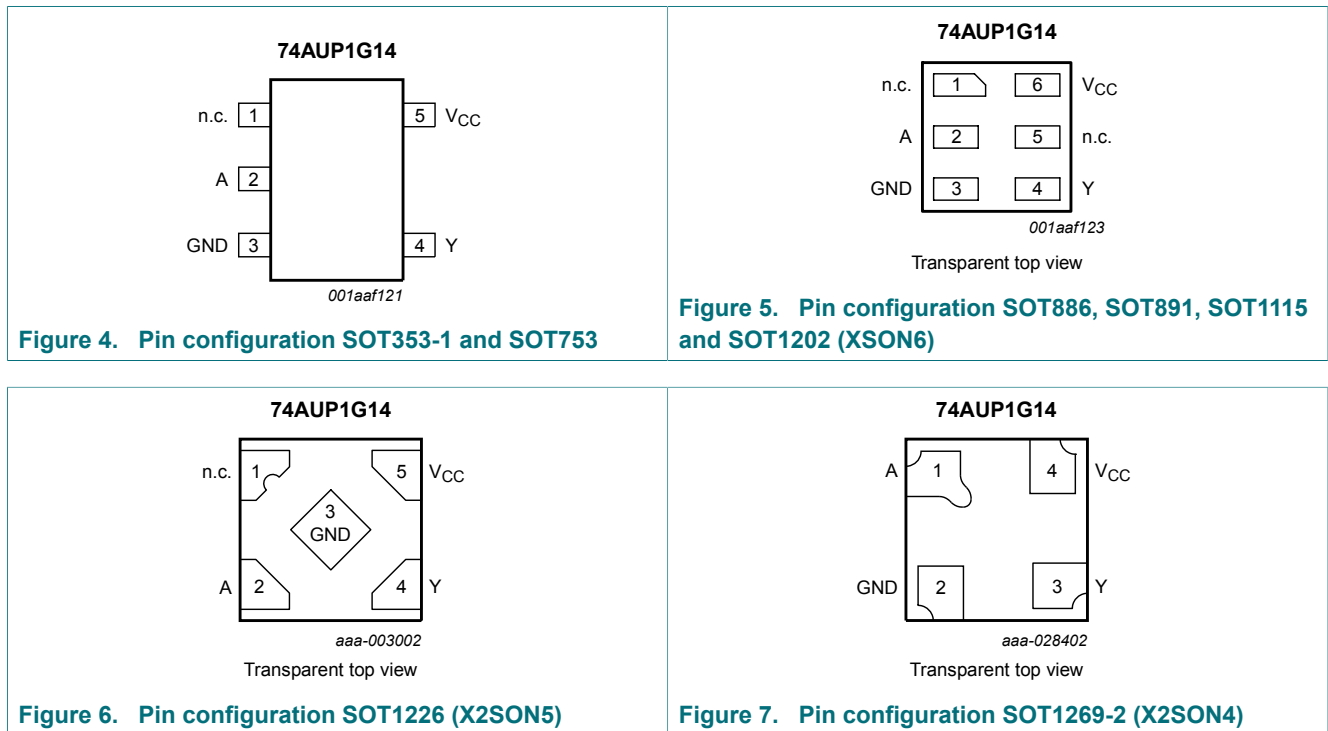 74AUP1G14
n.c. 1 5 VCC
A 2
GND 3 4 Y
001aaf121
Figure 4. Pin configuration SOT353-1 and SOT753
74AUP1G14
n.c. 1 6 VCC
A 2 5 n.c.
GND 3 4 Y
001aaf123
Transparent top view
Figure 5. Pin configuration SOT886, SOT891, SOT1115
and SOT1202 (XSON6)
74AUP1G14
n.c. 1 5 VCC
3
GND
A 2 4 Y
aaa-003002
Transparent top view
Figure 6. Pin configuration SOT1226 (X2SON5)
74AUP1G14
A 1 4 VCC
GND 2 3 Y
aaa-028402
Transparent top view
Figure 7. Pin configuration SOT1269-2 (X2SON4)